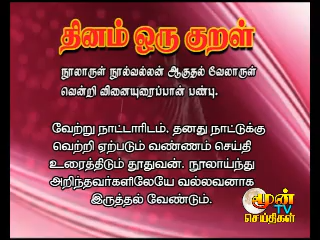 தினம் ஒரு குறள்
நூலாருள் நூல்வல்லன் ஆகுதல் வேலாருள்
வென்றி வினையுரைப்பான் பண்பு.
வேற்று நாட்டாரிடம். தனது நாட்டுக்கு
வெற்றி ஏற்படும் வண்ணம் செய்தி
உரைத்திடும் தூதுவன். நூலாய்ந்து
அறிந்தவர்களிலேயே வல்லவனாக
இருத்தல் வேண்டும்.
மூன்
TV
செய்திகள்